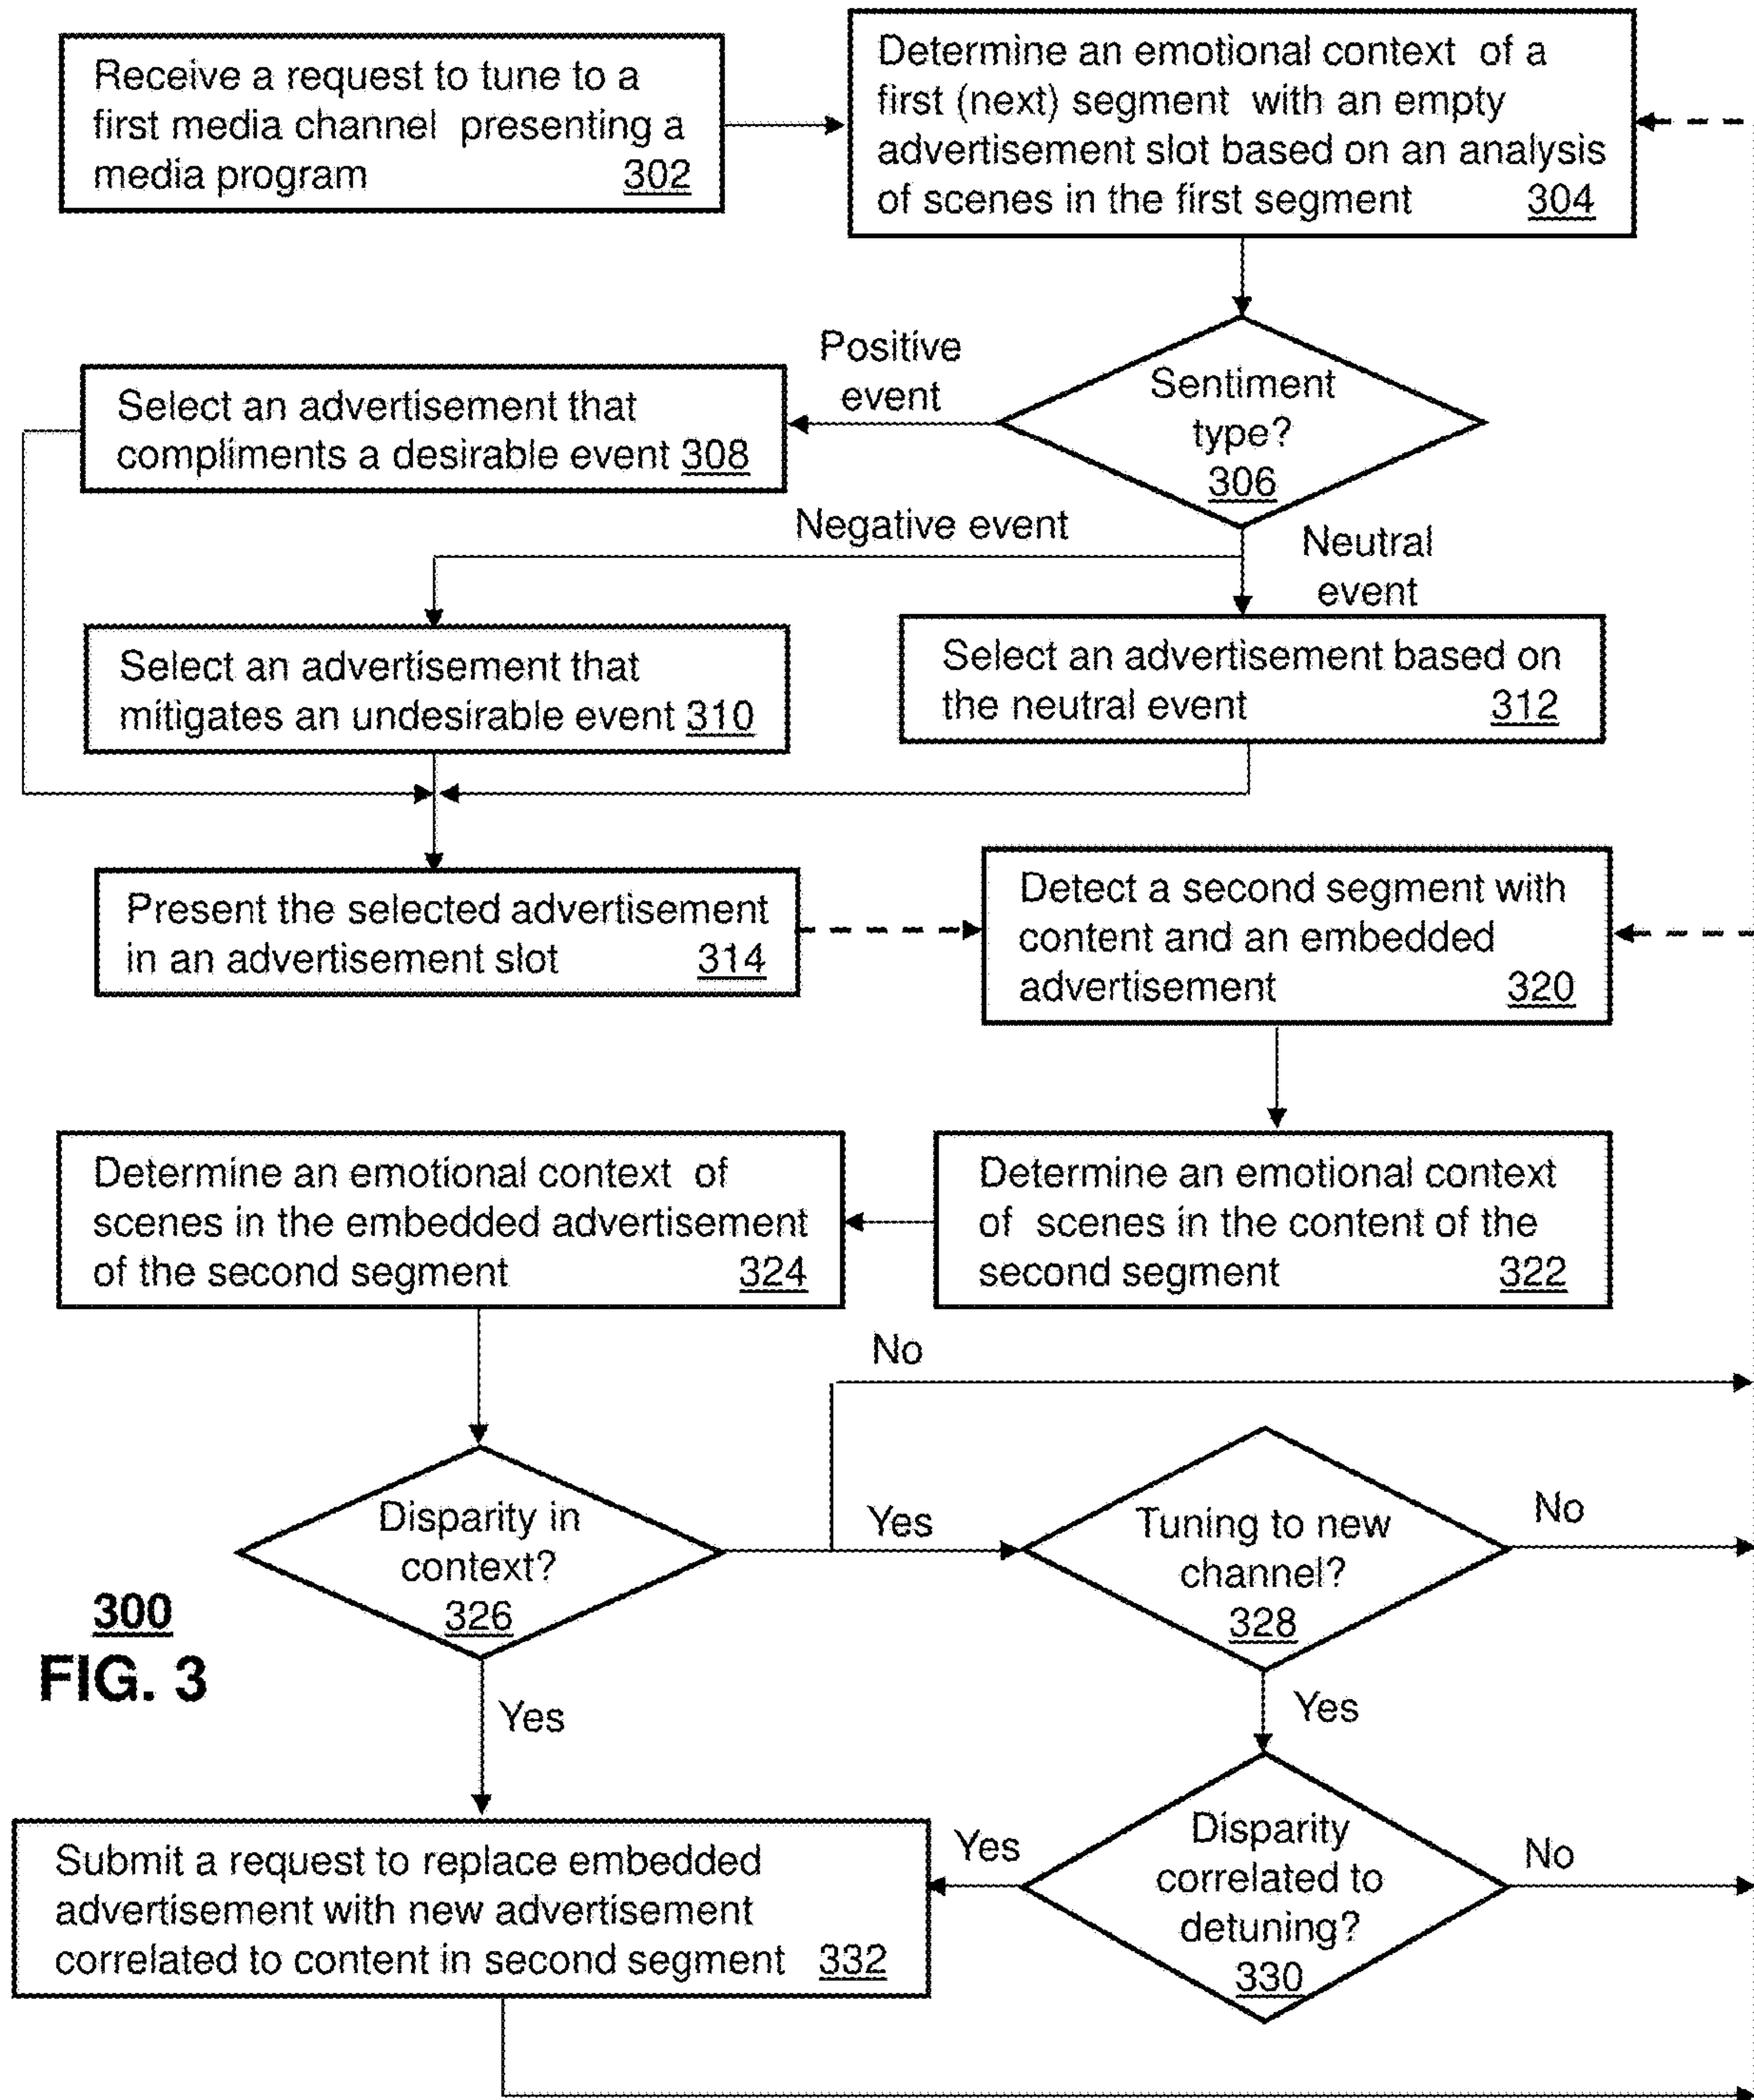 Receive a request to tune to a
first media channel presenting a
media program 302
Determine an emotional context of a
first (next) segment with an empty
advertisement slot based on an analysis
of scenes in the first segment 304
Sentiment
type?
306
Positive
event
Select an advertisement that
compliments a desirable event 308
Negative event
Neutral
event
Select an advertisement that
mitigates an undesirable event 310
Select an advertisement based on
the neutral event 312
Present the selected advertisement
in an advertisement slot 314
Detect a second segment with
content and an embedded
advertisement 320
Determine an emotional context
of scenes in the content of the
second segment 322
Determine an emotional context of
scenes in the embedded advertisement
of the second segment 324
No
Disparity in
context?
326
Yes
Tuning to new
channel?
328
No
300
FIG. 3
Yes
Yes
Disparity
correlated to
detuning?
330
No
Yes
Submit a request to replace embedded
advertisement with new advertisement
correlated to content in second segment 332